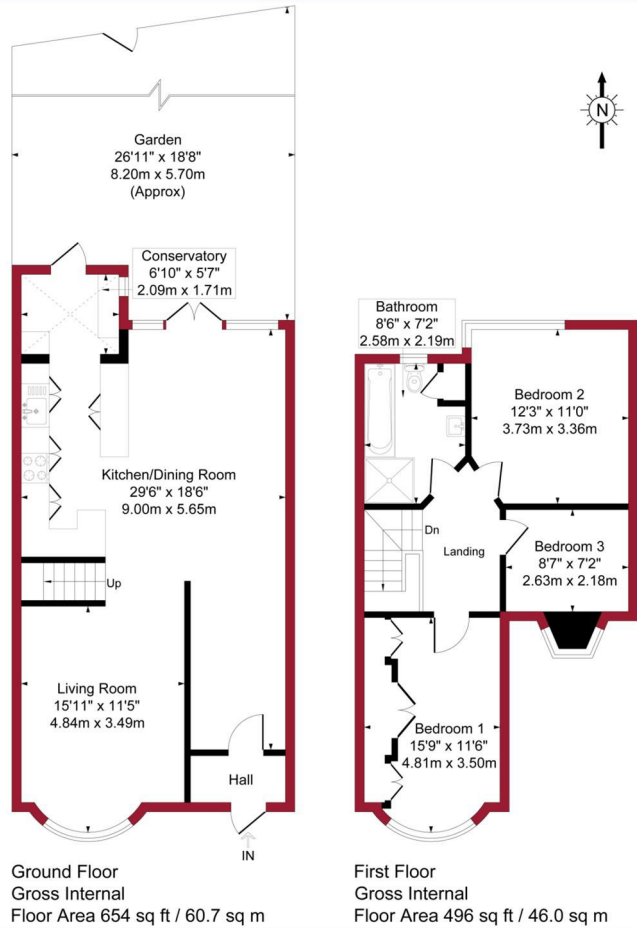 N
Garden
26'11" x 18'8"
8.20m x 5.70m
(Approx)
Conservatory
6'10" x 5'7"
2.09m x 1.71m
Kitchen/Dining Room
29'6" x 18'6"
9.00m x 5.65m
Up
Living Room
15'11" x 11'5"
4.84m x 3.49m
Hall
IN
Ground Floor
Gross Internal
Floor Area 654 sq ft / 60.7 sq m
Bathroom
8'6" x 7'2"
2.58m x 2.19m
Bedroom 2
12'3" x 11'0"
3.73m x 3.36m
Dn
Landing
Bedroom 3
8'7" x 7'2"
2.63m x 2.18m
Bedroom 1
15'9" x 11'6"
4.81m x 3.50m
First Floor
Gross Internal
Floor Area 496 sq ft / 46.0 sq m